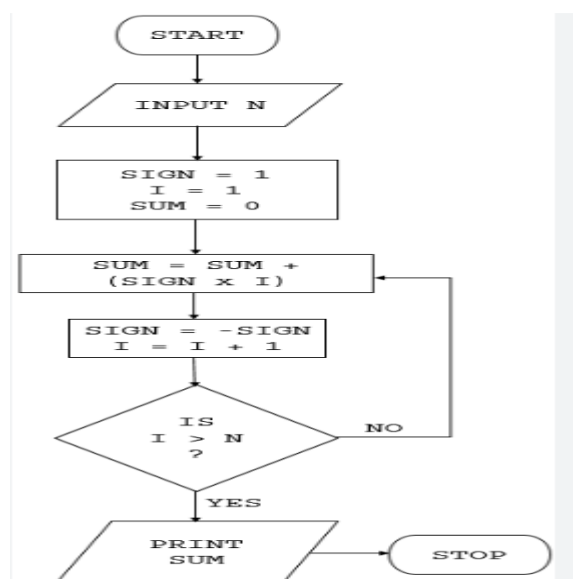 START
INPUT N
SIGN = 1
I = 1
SUM = 0
SUM = SUM +
(SIGN x I)
SIGN = -SIGN
I = I + 1
IS
I > N
?
NO
YES
PRINT
SUM
STOP